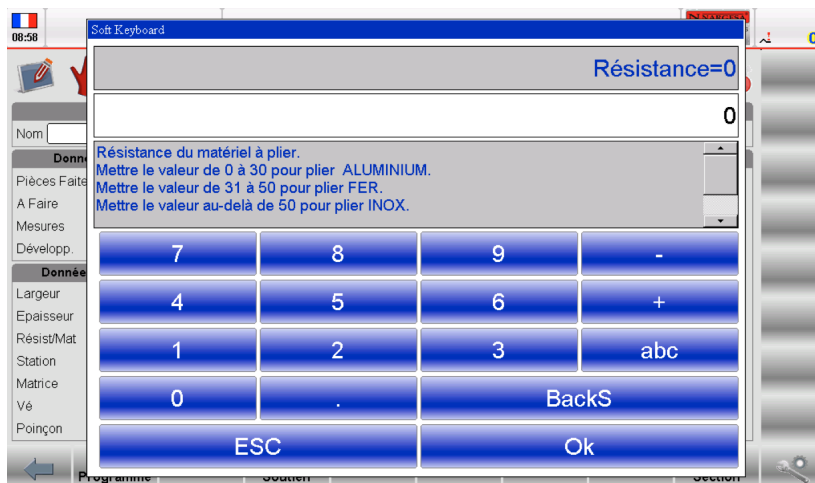 08:58
Soft Keyboard
Résistance=0
0
Résistance du matériel à plier.
Mettre le valeur de 0 à 30 pour plier ALUMINIUM.
Mettre le valeur de 31 à 50 pour plier FER.
Mettre le valeur au-delà de 50 pour plier INOX.
Nom
Donn
Pièces Faite
A Faire
Mesures
Développ.
Donnée
Largeur
Epaisseur
Résist/Mat
Station
Matrice
Vé
Poinçon
7 8 9 -
4 5 6 +
1 2 3 abc
0 . BackS
ESC Ok
Programme Soutien Section